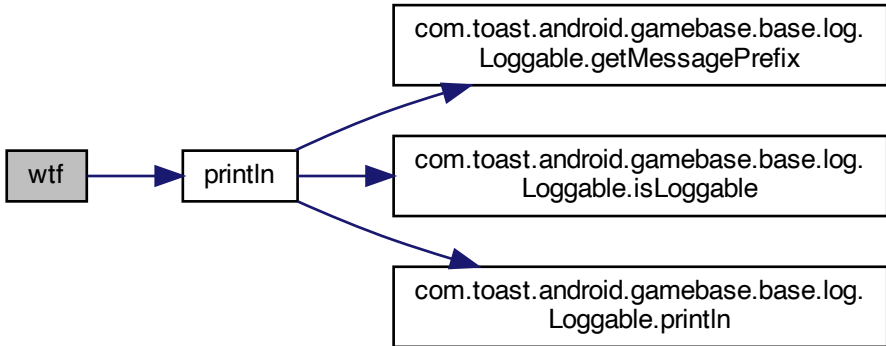 wtf
println
com.toast.android.gamebase.base.log.
Loggable.getMessagePrefix
com.toast.android.gamebase.base.log.
Loggable.isLoggable
com.toast.android.gamebase.base.log.
Loggable.println